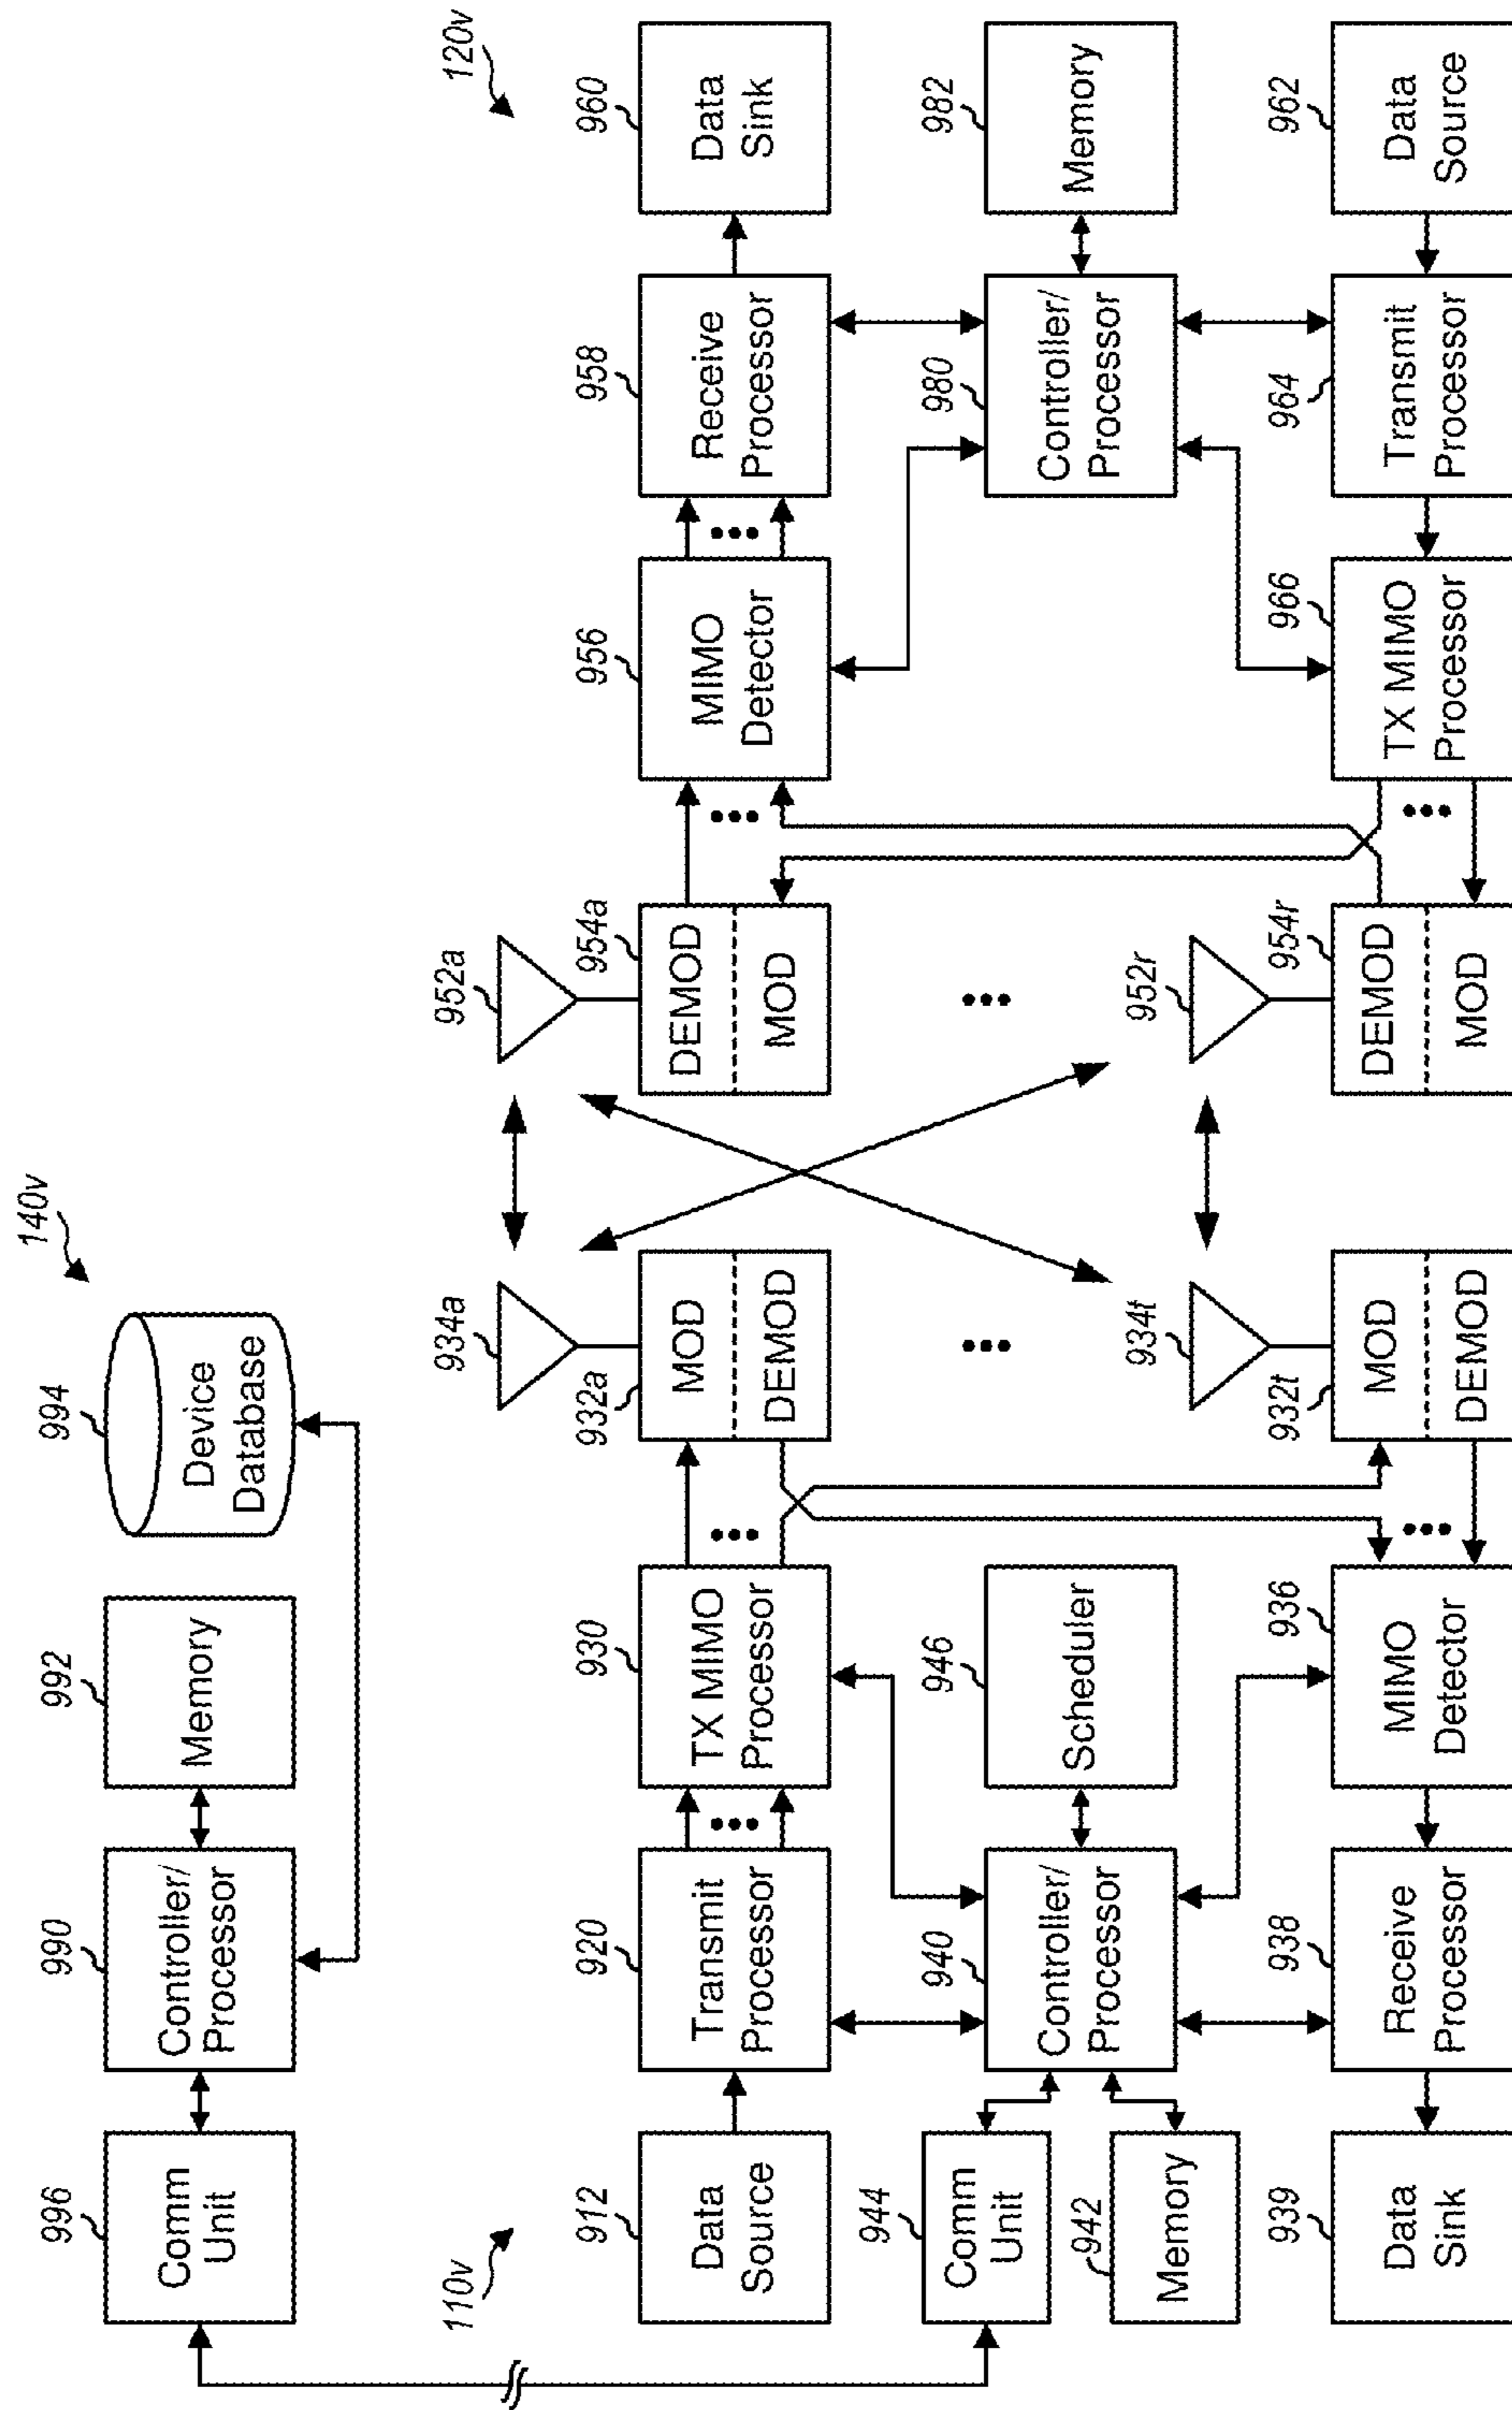 140v
996
Comm
Unit
990
Controller/
Processor
992
Memory
994
Device
Database
110v
912
Data
Source
920
Transmit
Processor
930
TX MIMO
Processor
934a
932a
MOD
DEMOD
944
Comm
Unit
942
Memory
940
Controller/
Processor
946
Scheduler
939
Data
Sink
938
Receive
Processor
936
MIMO
Detector
934t
932t
MOD
DEMOD
120v
952a
954a
DEMOD
MOD
956
MIMO
Detector
958
Receive
Processor
960
Data
Sink
980
Controller/
Processor
982
Memory
952r
954r
DEMOD
MOD
966
TX MIMO
Processor
964
Transmit
Processor
962
Data
Source